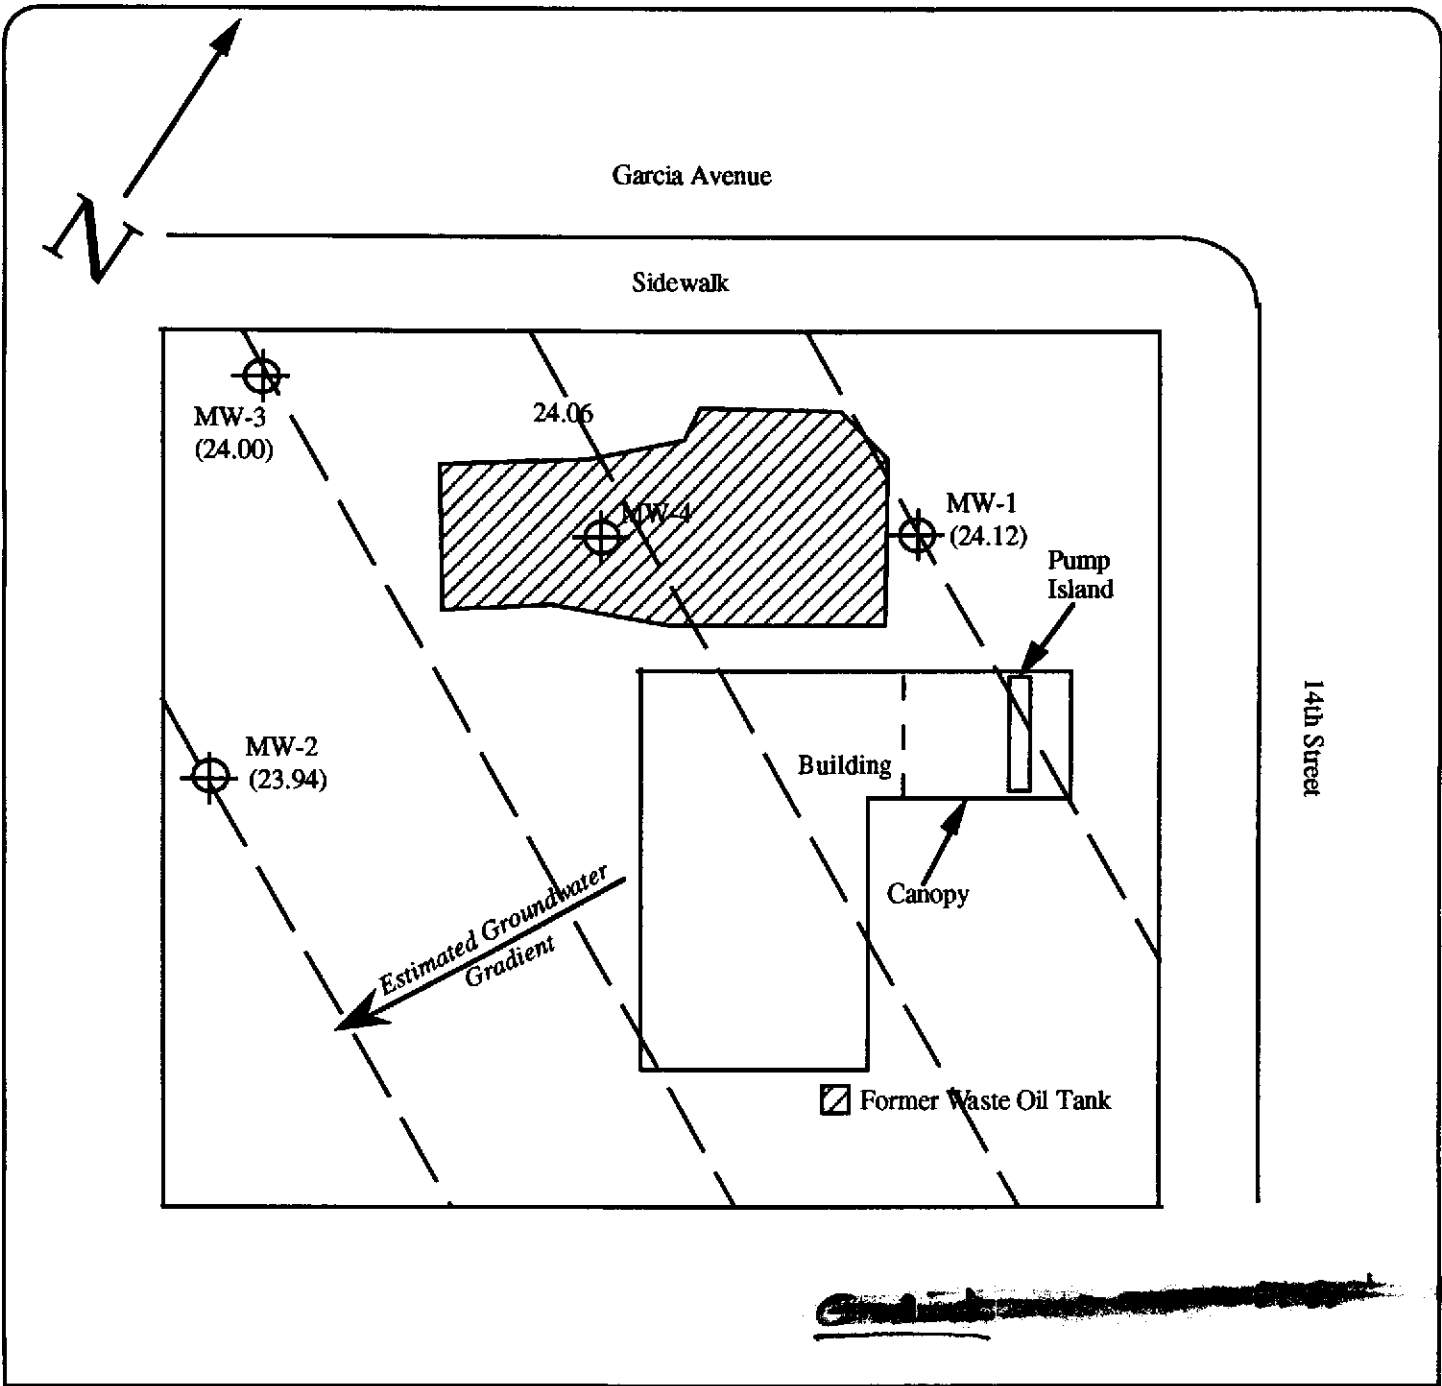 N
Garcia Avenue
Sidewalk
MW-3
(24.00)
24.06
MW-4
MW-1
(24.12)
Pump
Island
14th Street
MW-2
(23.94)
Building
Canopy
Estimated Groundwater
Gradient
Former Waste Oil Tank